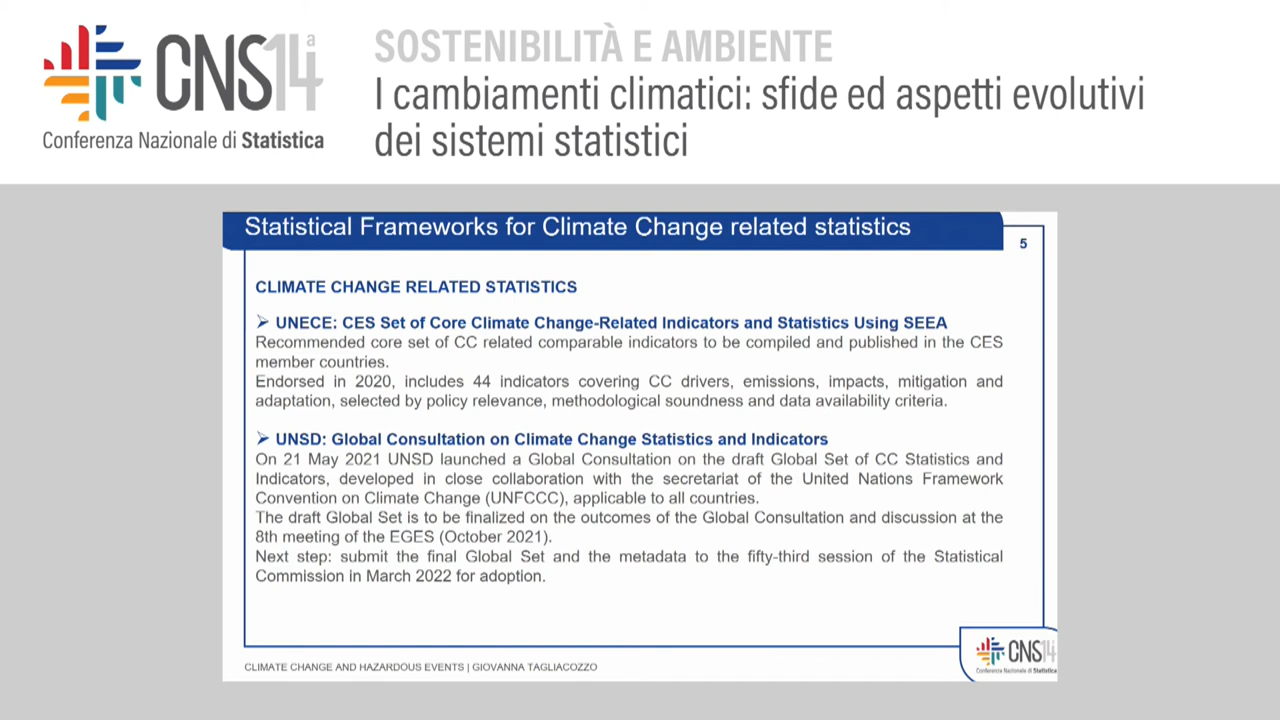 CNS14a
Conferenza Nazionale di Statistica
SOSTENIBILITÀ E AMBIENTE
I cambiamenti climatici: sfide ed aspetti evolutivi
dei sistemi statistici
Statistical Frameworks for Climate Change related statistics
5
CLIMATE CHANGE RELATED STATISTICS
➢ UNECE: CES Set of Core Climate Change-Related Indicators and Statistics Using SEEA
Recommended core set of CC related comparable indicators to be compiled and published in the CES
member countries.
Endorsed in 2020, includes 44 indicators covering CC drivers, emissions, impacts, mitigation and
adaptation, selected by policy relevance, methodological soundness and data availability criteria.
➢ UNSD: Global Consultation on Climate Change Statistics and Indicators
On 21 May 2021 UNSD launched a Global Consultation on the draft Global Set of CC Statistics and
Indicators, developed in close collaboration with the secretariat of the United Nations Framework
Convention on Climate Change (UNFCCC), applicable to all countries.
The draft Global Set is to be finalized on the outcomes of the Global Consultation and discussion at the
8th meeting of the EGES (October 2021).
Next step: submit the final Global Set and the metadata to the fifty-third session of the Statistical
Commission in March 2022 for adoption.
CLIMATE CHANGE AND HAZARDOUS EVENTS | GIOVANNA TAGLIACOZZO
CNS14
Conferenza Nazionale di Statistica